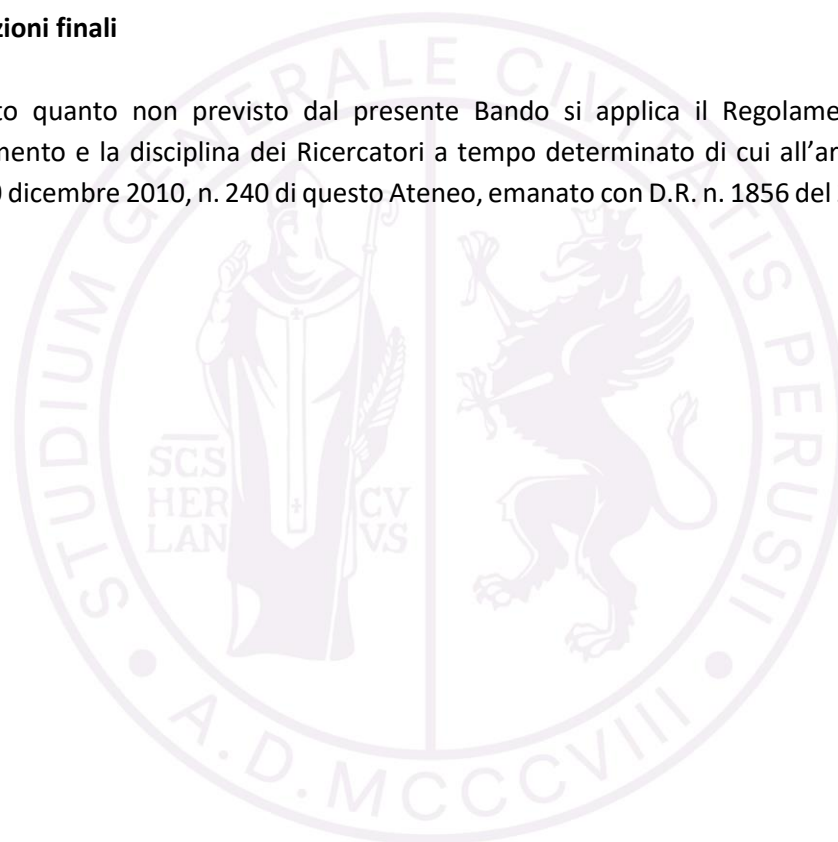 zioni finali
to quanto non previsto dal presente Bando si applica il Regolame
mento e la disciplina dei Ricercatori a tempo determinato di cui all’ar
0 dicembre 2010, n. 240 di questo Ateneo, emanato con D.R. n. 1856 del
STUDIUM GENERALE CIVITATIS PERUSII
SCS
HER
LAN
CV
VS
A.D. MCCCVIII